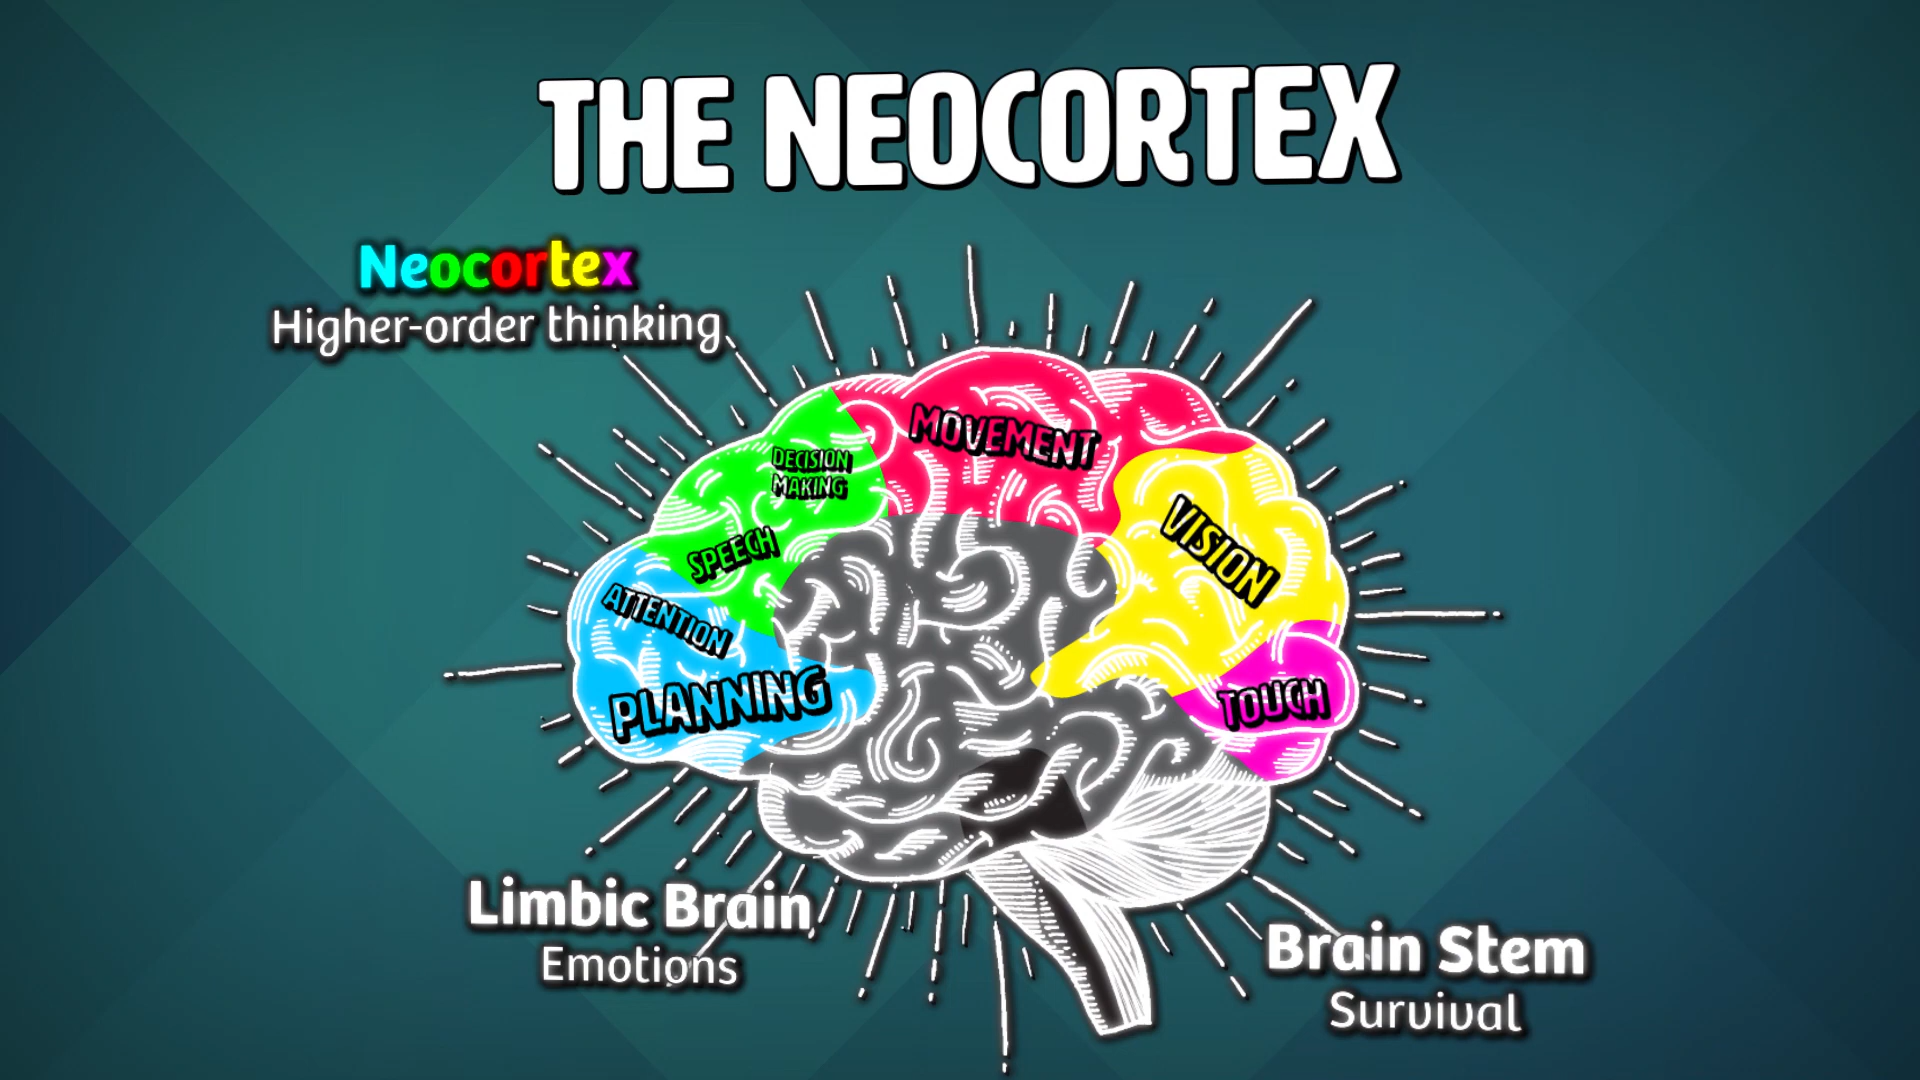 THE NEOCORTEX
Neocortex
Higher-order thinking
MOVEMENT
DECISION
MAKING
SPEECH
VISION
ATTENTION
PLANNING
TOUCH
Limbic Brain
Emotions
Brain Stem
Survival